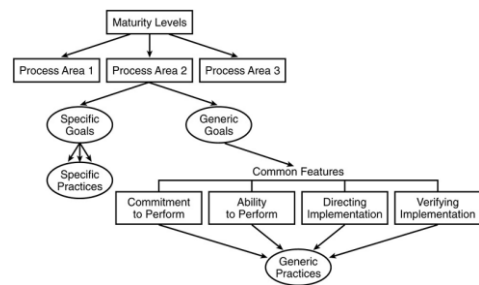 Maturity Levels
Process Area 1
Process Area 2
Process Area 3
Specific
Goals
Generic
Goals
Specific
Practices
Common Features
Commitment
to Perform
Ability
to Perform
Directing
Implementation
Verifying
Implementation
Generic
Practices